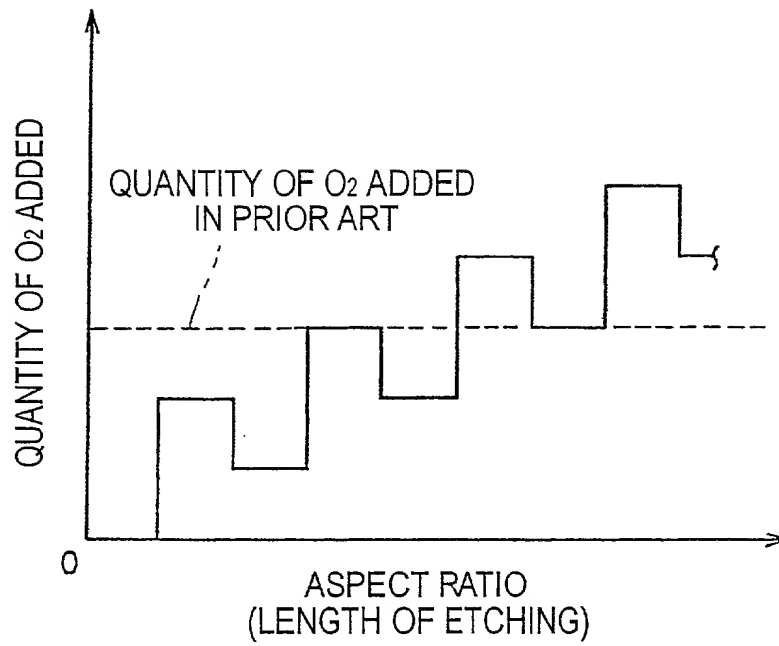 QUANTITY OF O2 ADDED
QUANTITY OF O2 ADDED
IN PRIOR ART
0
ASPECT RATIO
(LENGTH OF ETCHING)